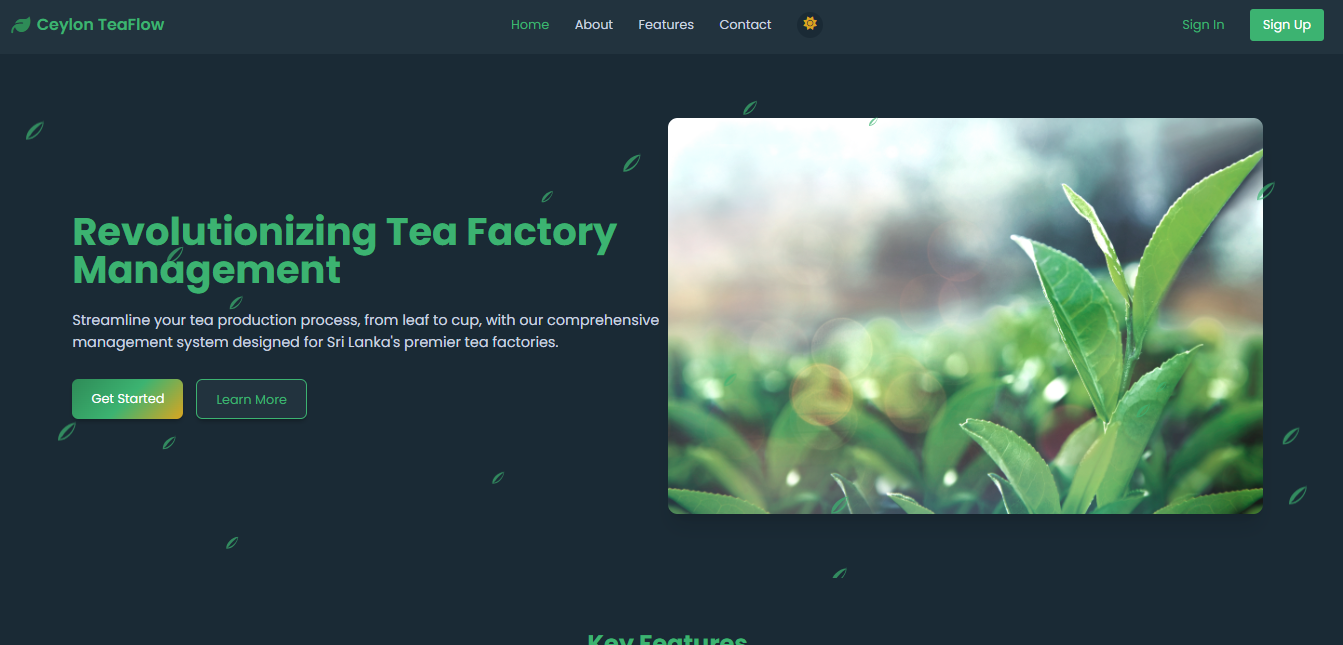 Ceylon TeaFlow
Home About Features Contact
Sign In Sign Up
Revolutionizing Tea Factory
Management
Streamline your tea production process, from leaf to cup, with our comprehensive
management system designed for Sri Lanka's premier tea factories.
Get Started Learn More
Key Features